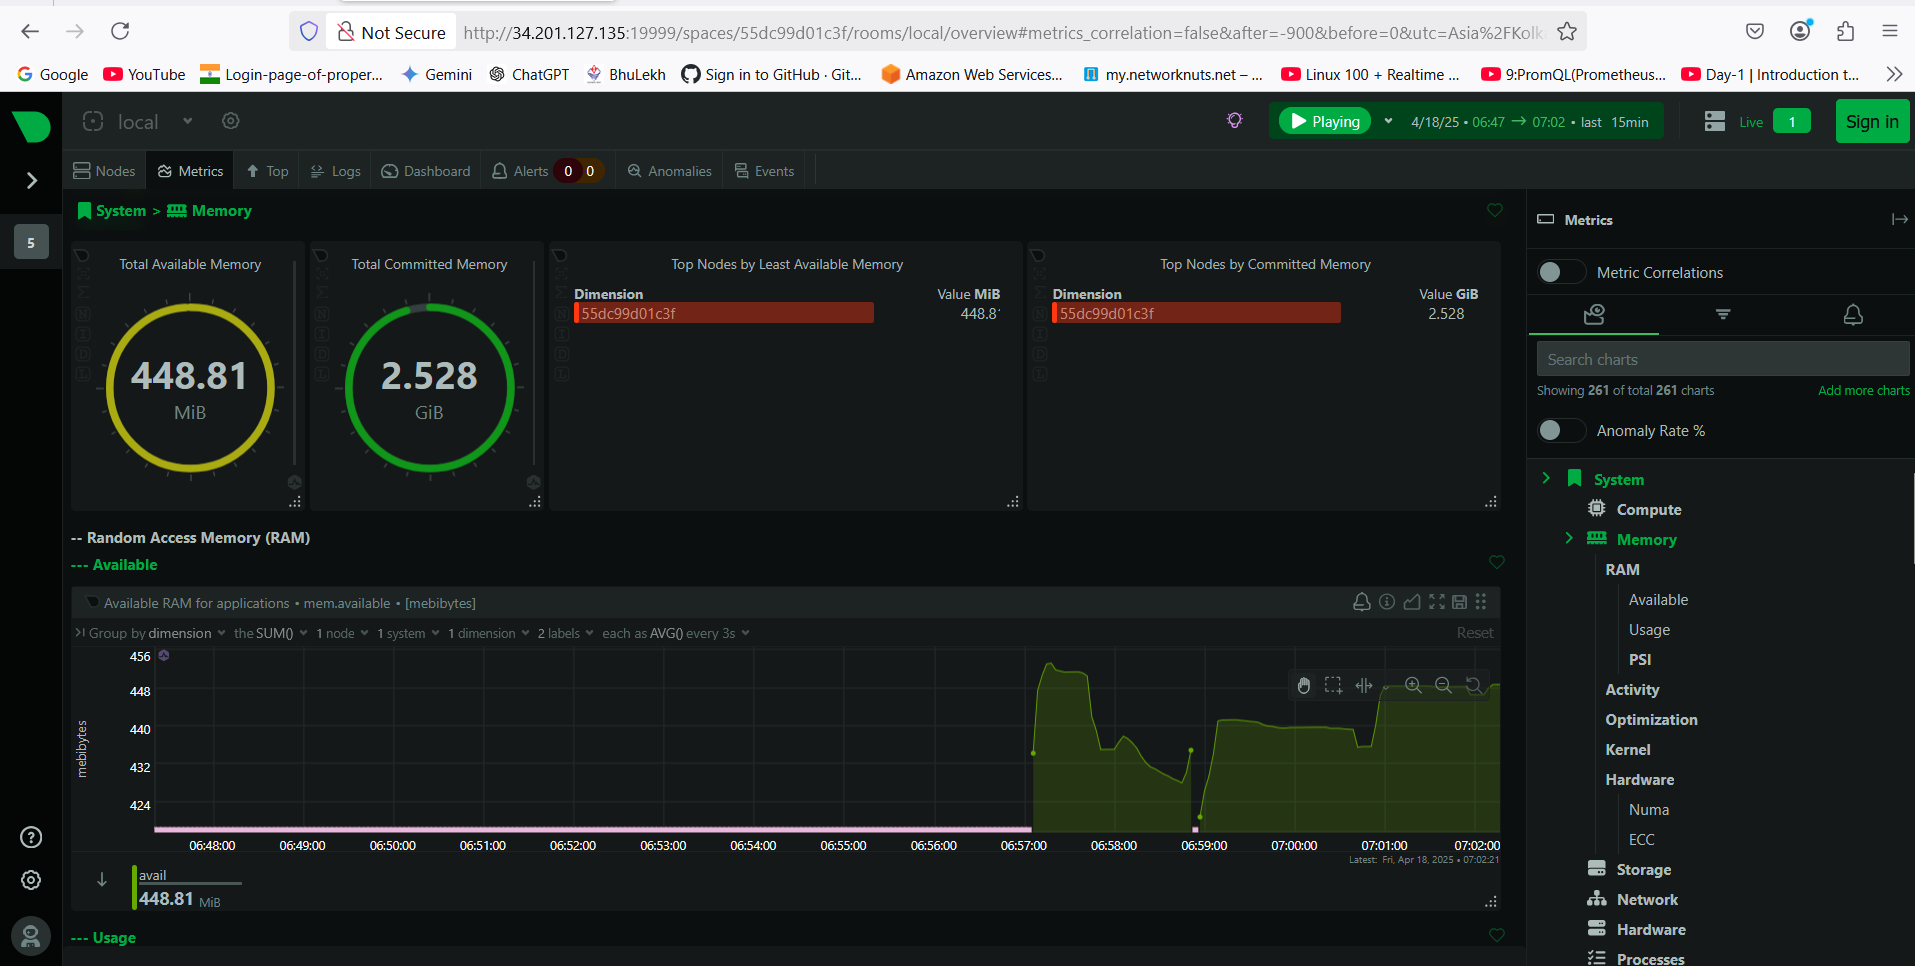 Not Secure http://34.201.127.135:19999/spaces/55dc99d01c3f/rooms/local/overview#metrics_correlation=false&after=-900&before=0&utc=Asia%2FKolk
Google YouTube Login-page-of-proper... Gemini ChatGPT BhuLekh Sign in to GitHub · Git... Amazon Web Services... my.networknuts.net – ... Linux 100 + Realtime ... 9:PromQL(Prometheus... Day-1 | Introduction t...
local Playing 4/18/25 • 06:47 → 07:02 • last 15min Live 1 Sign in
Nodes Metrics Top Logs Dashboard Alerts 0 0 Anomalies Events
5
System > Memory
Total Available Memory
448.81
MiB
Total Committed Memory
2.528
GiB
Top Nodes by Least Available Memory
Dimension Value MiB
55dc99d01c3f 448.81
Top Nodes by Committed Memory
Dimension Value GiB
55dc99d01c3f 2.528
-- Random Access Memory (RAM)
--- Available
Available RAM for applications • mem.available • [mebibytes]
Group by dimension the SUM() 1 node 1 system 1 dimension 2 labels each as AVG() every 3s Reset
mebibytes
456
448
440
432
424
06:48:00 06:49:00 06:50:00 06:51:00 06:52:00 06:53:00 06:54:00 06:55:00 06:56:00 06:57:00 06:58:00 06:59:00 07:00:00 07:01:00 07:02:00
Latest: Fri, Apr 18, 2025 • 07:02:21
avail
448.81 MiB
--- Usage
Metrics
Metric Correlations
Search charts
Showing 261 of total 261 charts Add more charts
Anomaly Rate %
System
Compute
Memory
RAM
Available
Usage
PSI
Activity
Optimization
Kernel
Hardware
Numa
ECC
Storage
Network
Hardware
Processes